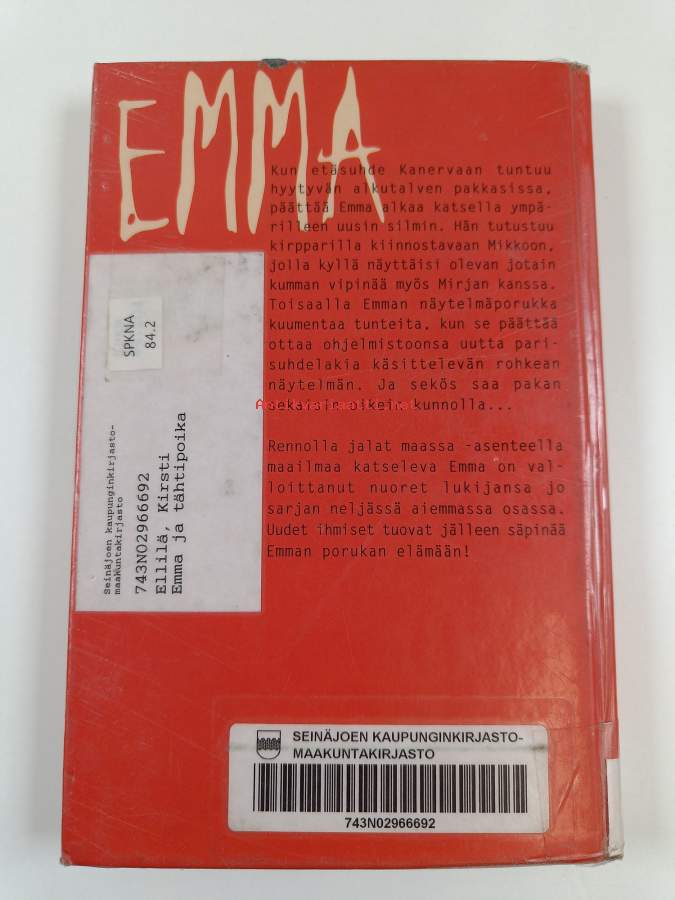 EMMA
Kun etäsuhde Kanervaan tuntuu
hyytyvän alkutalven pakkasissa,
päättää Emma alkaa katsella ympä-
rilleen uusin silmin. Hän tutustuu
kirpparilla kiinnostavaan Mikkoon,
jolla kyllä näyttäisi olevan jotain
kumman vipinää myös Mirjan kanssa.
Toisaalla Emman näytelmäporukka
kuumentaa tunteita, kun se päättää
ottaa ohjelmistoonsa uutta pari-
suhdelakia käsittelevän rohkean
näytelmän. Ja sekös saa pakan
sekaisin oikein kunnolla...
Rennolla jalat maassa -asenteella
maailmaa katseleva Emma on val-
loittanut nuoret lukijansa jo
sarjan neljässä aiemmassa osassa.
Uudet ihmiset tuovat jälleen säpinää
Emman porukan elämään!
SPKNA
84.2
Seinäjoen kaupunginkirjasto-
maakuntakirjasto
743N02966692
Ellilä, Kirsti
Emma ja tähtipoika
SEINÄJOEN KAUPUNGINKIRJASTO-
MAAKUNTAKIRJASTO
743N02966692